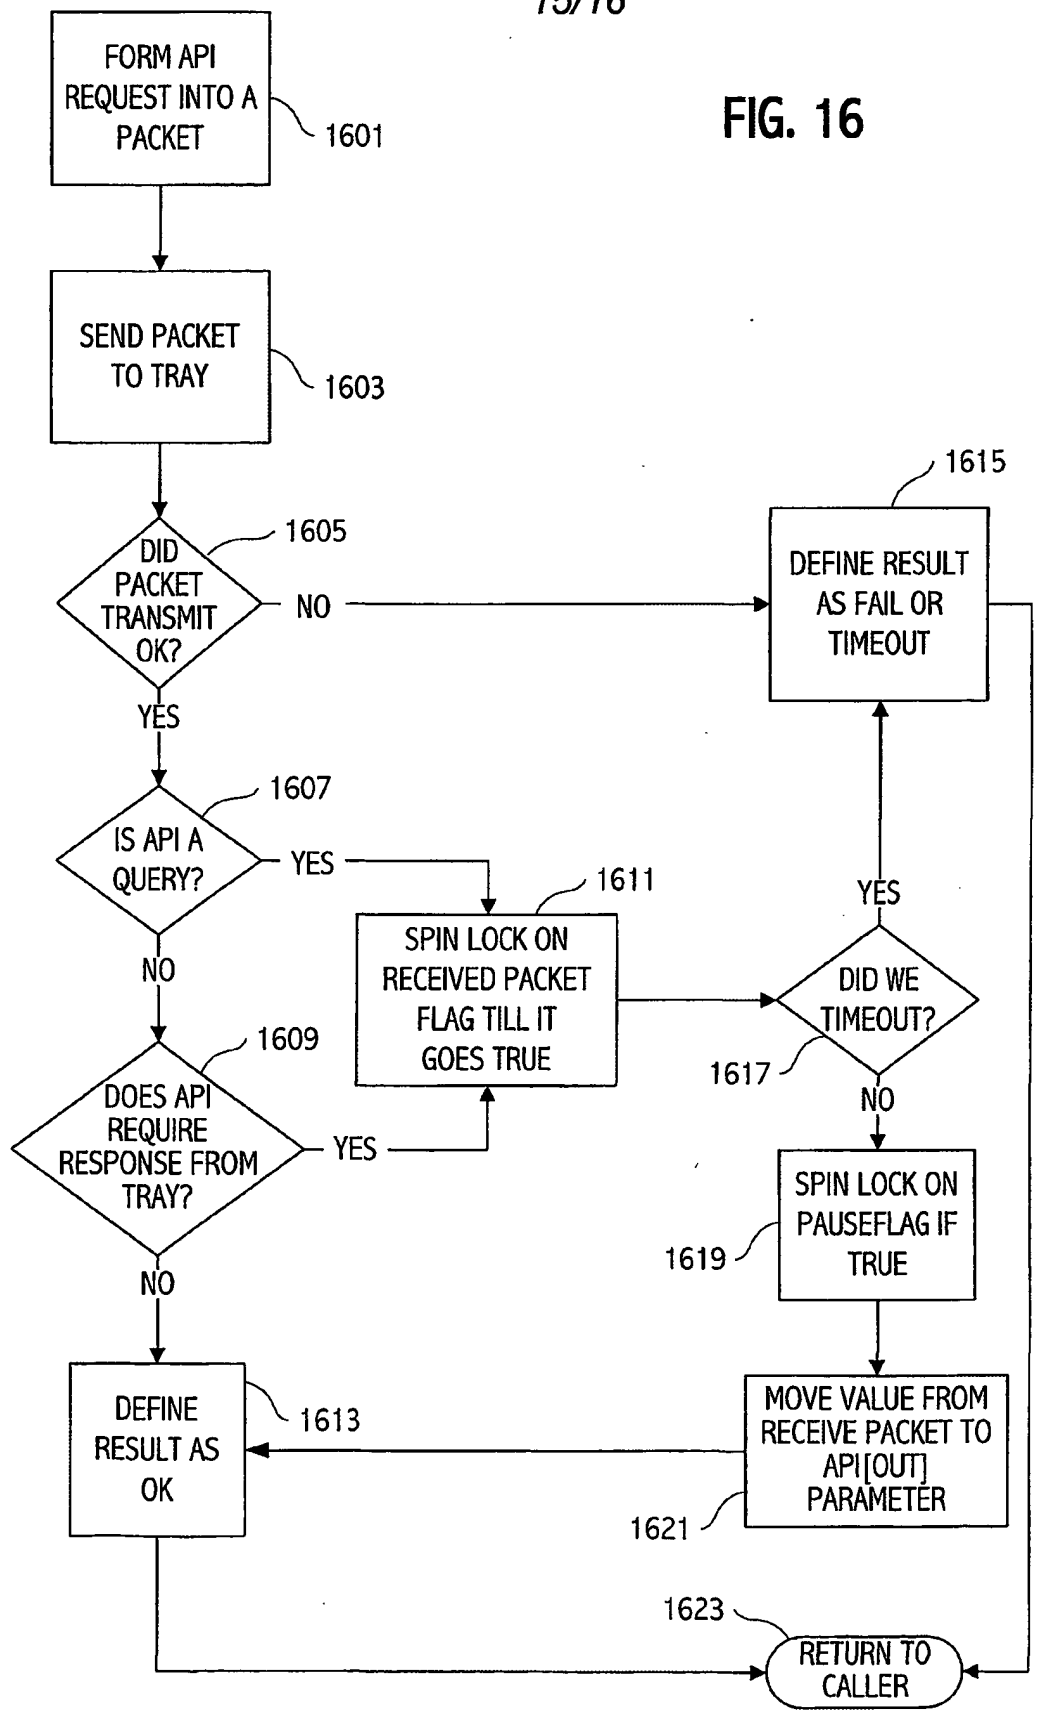 15/16
FORM API
REQUEST INTO A
PACKET
1601
FIG. 16
SEND PACKET
TO TRAY
1603
1605
DID
PACKET
TRANSMIT
OK?
NO
YES
1615
DEFINE RESULT
AS FAIL OR
TIMEOUT
1607
IS API A
QUERY?
YES
NO
1611
SPIN LOCK ON
RECEIVED PACKET
FLAG TILL IT
GOES TRUE
YES
DID WE
TIMEOUT?
1617
NO
1609
DOES API
REQUIRE
RESPONSE FROM
TRAY?
YES
NO
SPIN LOCK ON
PAUSEFLAG IF
TRUE
1619
DEFINE
RESULT AS
OK
1613
MOVE VALUE FROM
RECEIVE PACKET TO
API[OUT]
PARAMETER
1621
1623
RETURN TO
CALLER